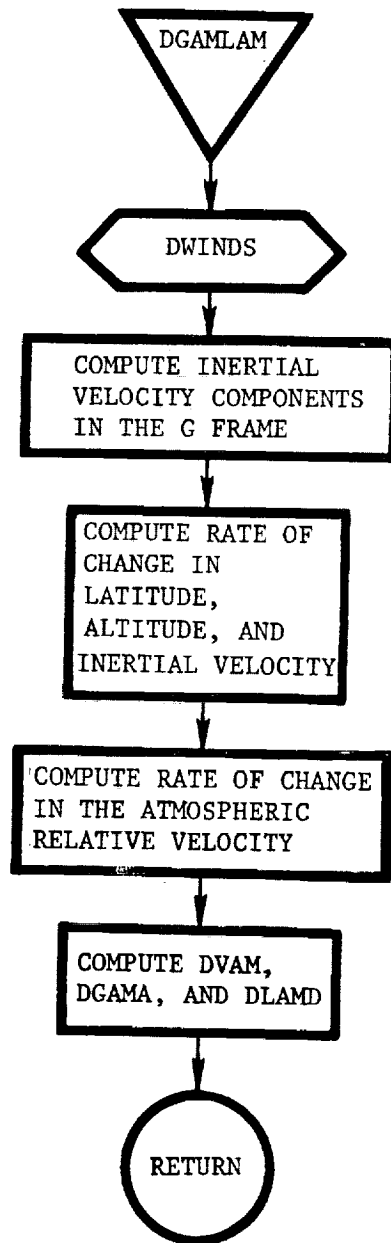 DGAMLAM
DWINDS
COMPUTE INERTIAL
VELOCITY COMPONENTS
IN THE G FRAME
COMPUTE RATE OF
CHANGE IN
LATITUDE,
ALTITUDE, AND
INERTIAL VELOCITY
COMPUTE RATE OF CHANGE
IN THE ATMOSPHERIC
RELATIVE VELOCITY
COMPUTE DVAM,
DGAMA, AND DLAMD
RETURN